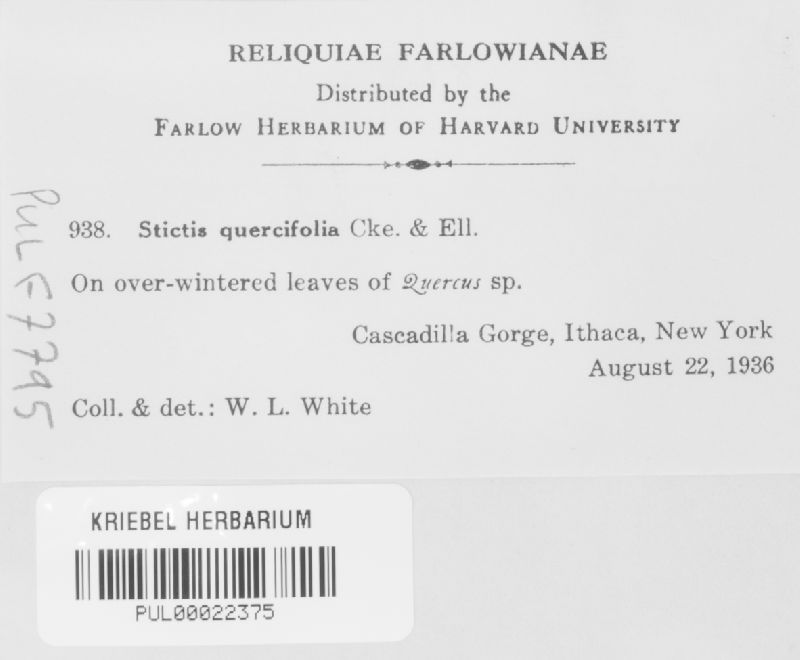 RELIQUIAE FARLOWIANAE
Distributed by the
FARLOW HERBARIUM OF HARVARD UNIVERSITY
938. Stictis quercifolia Cke. & Ell.
On over-wintered leaves of Quercus sp.
Cascadilla Gorge, Ithaca, New York
August 22, 1936
Coll. & det.: W. L. White
PUL F7795
KRIEBEL HERBARIUM
PUL00022375